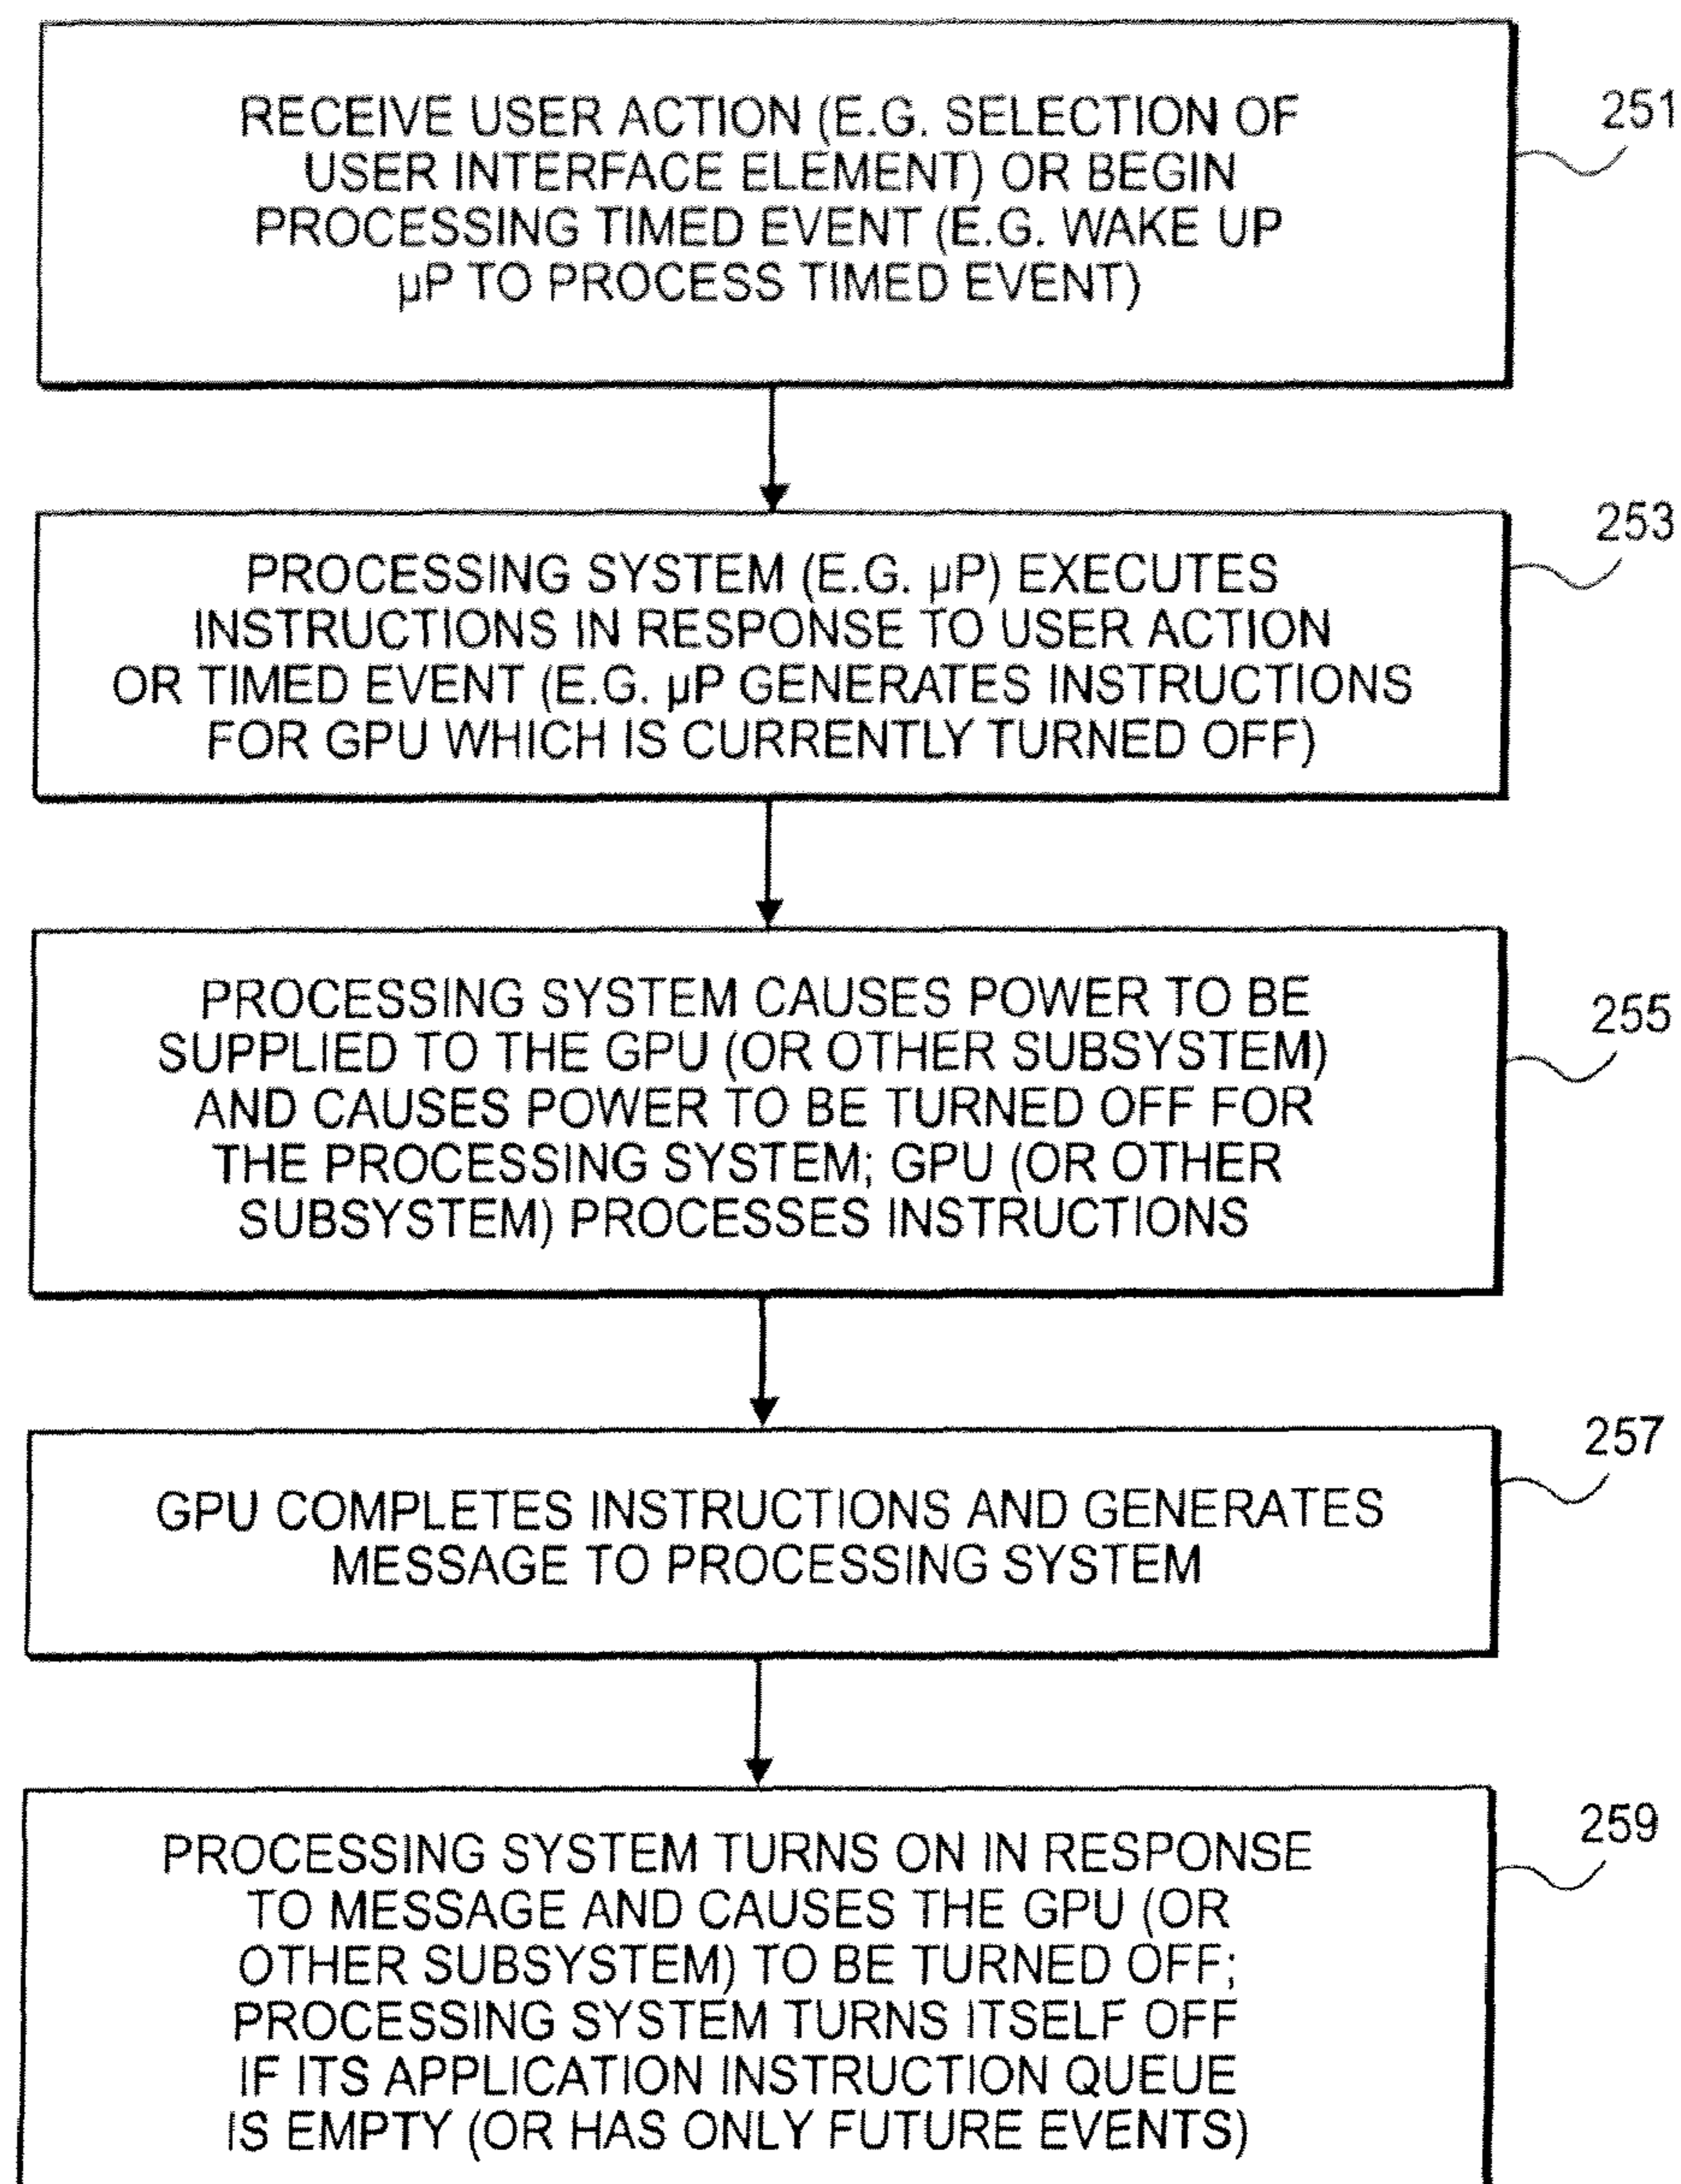 RECEIVE USER ACTION (E.G. SELECTION OF
USER INTERFACE ELEMENT) OR BEGIN
PROCESSING TIMED EVENT (E.G. WAKE UP
µP TO PROCESS TIMED EVENT)
251
PROCESSING SYSTEM (E.G. µP) EXECUTES
INSTRUCTIONS IN RESPONSE TO USER ACTION
OR TIMED EVENT (E.G. µP GENERATES INSTRUCTIONS
FOR GPU WHICH IS CURRENTLY TURNED OFF)
253
PROCESSING SYSTEM CAUSES POWER TO BE
SUPPLIED TO THE GPU (OR OTHER SUBSYSTEM)
AND CAUSES POWER TO BE TURNED OFF FOR
THE PROCESSING SYSTEM; GPU (OR OTHER
SUBSYSTEM) PROCESSES INSTRUCTIONS
255
GPU COMPLETES INSTRUCTIONS AND GENERATES
MESSAGE TO PROCESSING SYSTEM
257
PROCESSING SYSTEM TURNS ON IN RESPONSE
TO MESSAGE AND CAUSES THE GPU (OR
OTHER SUBSYSTEM) TO BE TURNED OFF;
PROCESSING SYSTEM TURNS ITSELF OFF
IF ITS APPLICATION INSTRUCTION QUEUE
IS EMPTY (OR HAS ONLY FUTURE EVENTS)
259